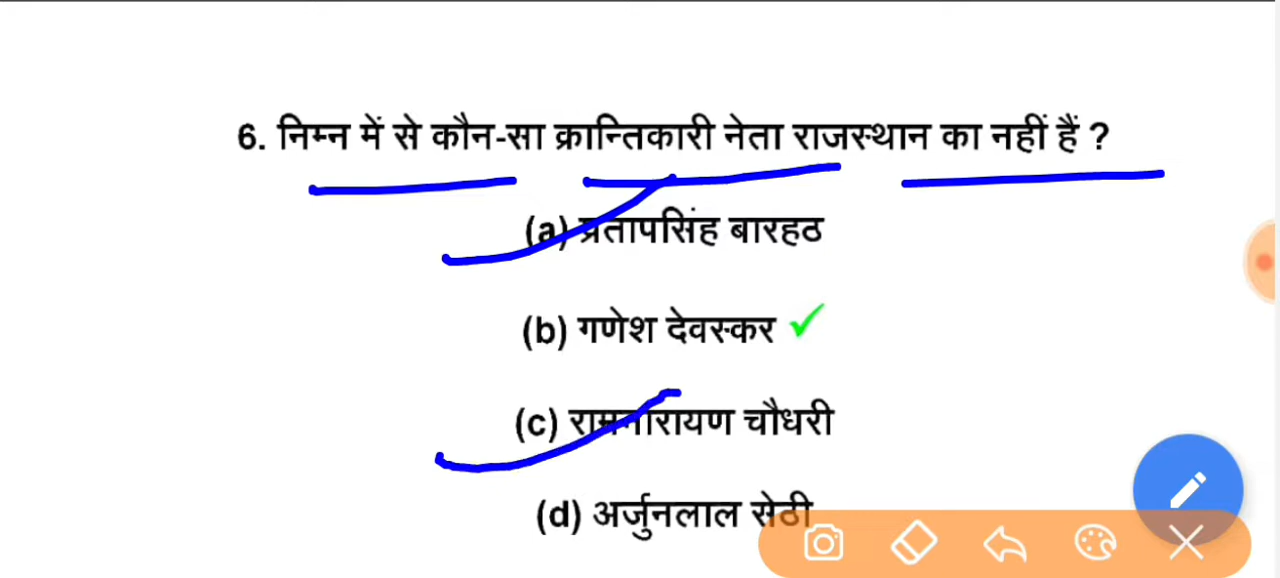 6. निम्न में से कौन-सा क्रान्तिकारी नेता राजस्थान का नहीं हैं ?
(a) प्रतापसिंह बारहठ
(b) गणेश देवस्कर
(c) रामनारायण चौधरी
(d) अर्जुनलाल सेठी